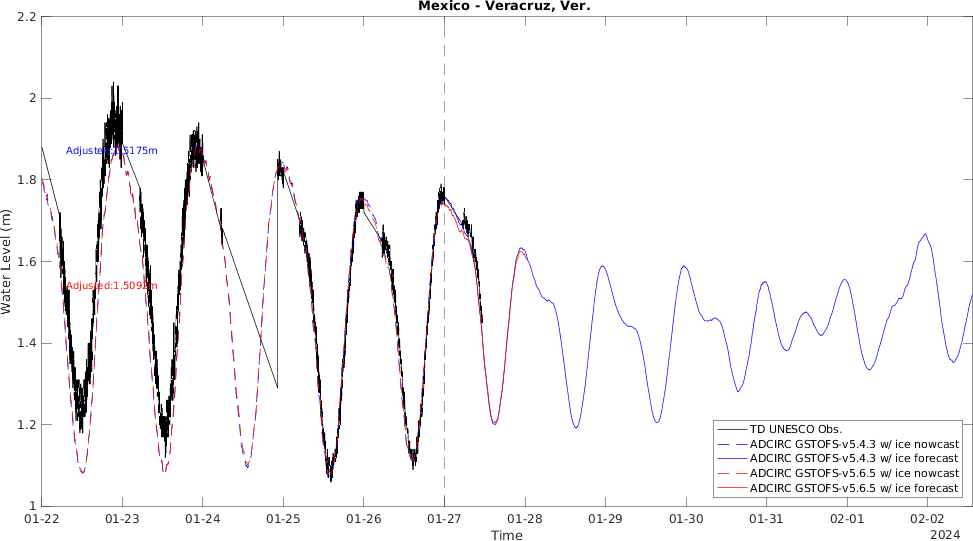 Mexico - Veracruz, Ver.
Water Level (m)
2.2
2
1.8
1.6
1.4
1.2
1
Adjusted:1.5175m
Adjusted:1.5092m
TD UNESCO Obs.
ADCIRC GSTOFS-v5.4.3 w/ ice nowcast
ADCIRC GSTOFS-v5.4.3 w/ ice forecast
ADCIRC GSTOFS-v5.6.5 w/ ice nowcast
ADCIRC GSTOFS-v5.6.5 w/ ice forecast
01-22 01-23 01-24 01-25 01-26 01-27 01-28 01-29 01-30 01-31 02-01 02-02
Time
2024